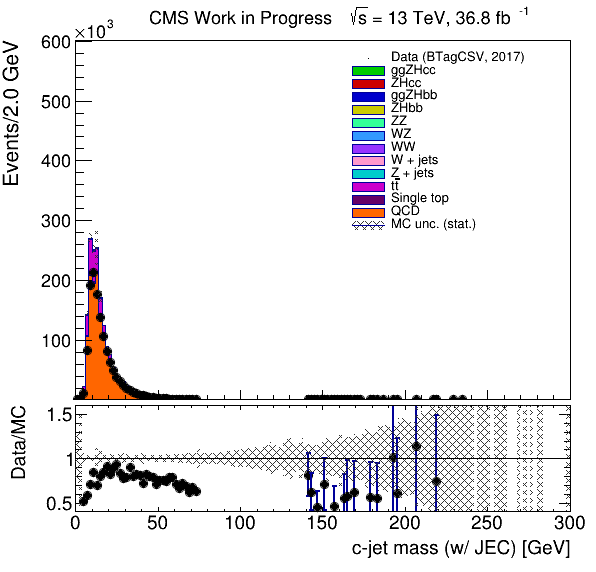 CMS Work in Progress √s = 13 TeV, 36.8 fb⁻¹
×10³
Events/2.0 GeV
600
500
400
300
200
100
Data (BTagCSV, 2017)
ggZHcc
ZHcc
ggZHbb
ZHbb
ZZ
WZ
WW
W + jets
Z + jets
tt̄
Single top
QCD
MC unc. (stat.)
Data/MC
1.5
1
0.5
0 50 100 150 200 250 300
c-jet mass (w/ JEC) [GeV]